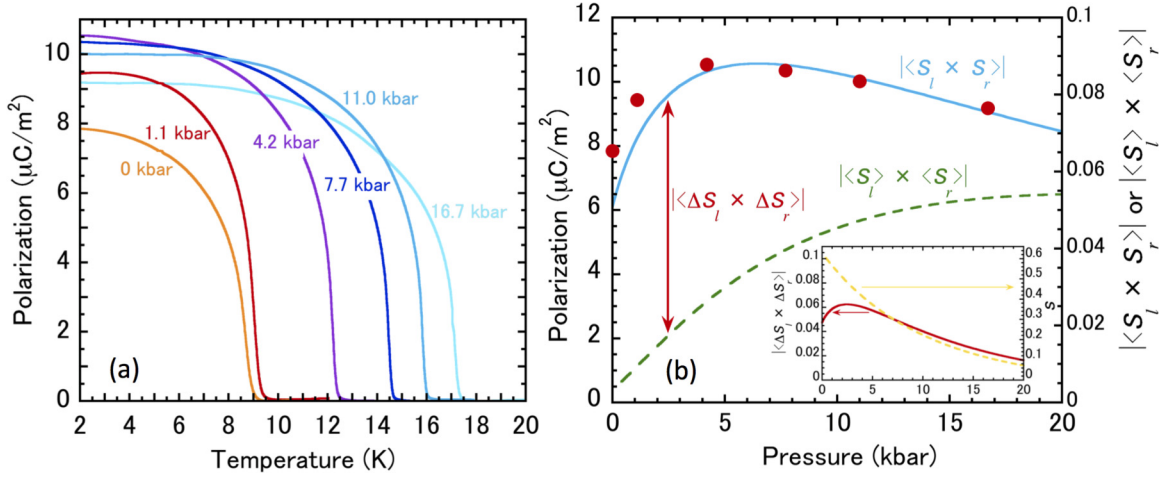 Polarization (μC/m²)
10
8
6
4
2
0
0 kbar
1.1 kbar
4.2 kbar
7.7 kbar
11.0 kbar
16.7 kbar
(a)
2 4 6 8 10 12 14 16 18 20
Temperature (K)
Polarization (μC/m²)
12
10
8
6
4
2
0
|<S_l × S_r>|
|<S_l> × <S_r>|
|<ΔS_l × ΔS_r>|
(b)
|<ΔS_l × ΔS_r>|
0.1
0.08
0.06
0.04
0.02
0.00
0 5 10 15 20
0.6
0.5
0.4
0.3
0.2
0.1
0
s
0 5 10 15 20
Pressure (kbar)
0.1
0.08
0.06
0.04
0.02
0
|<S_l × S_r>| or |<S_l> × <S_r>|